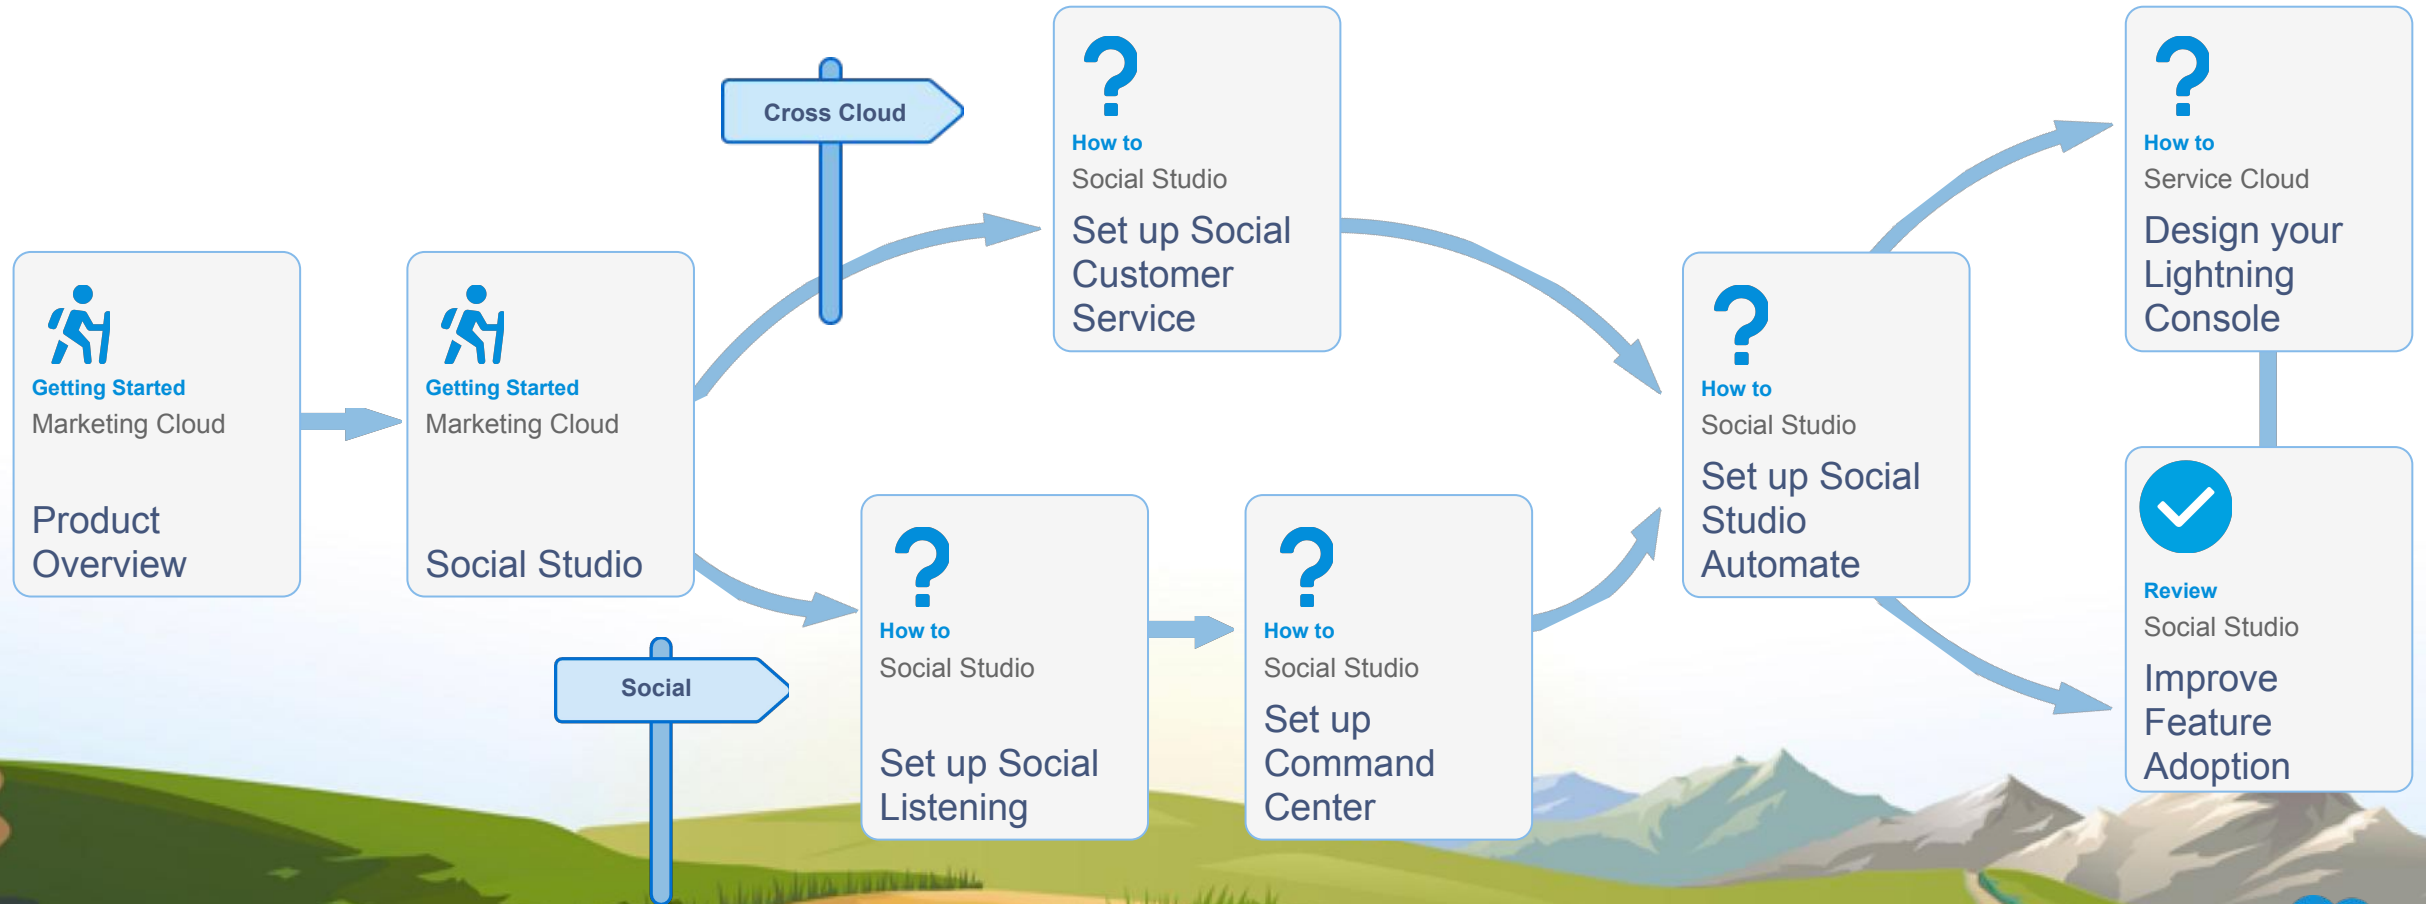 Getting Started
Marketing Cloud
Product
Overview
Getting Started
Marketing Cloud
Social Studio
Cross Cloud
How to
Social Studio
Set up Social
Customer
Service
Social
How to
Social Studio
Set up Social
Listening
How to
Social Studio
Set up
Command
Center
How to
Social Studio
Set up Social
Studio
Automate
How to
Service Cloud
Design your
Lightning
Console
Review
Social Studio
Improve
Feature
Adoption